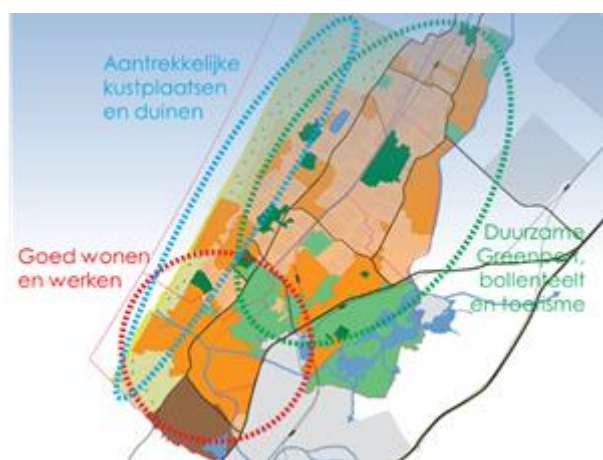 Aantrekkelijke
kustplaatsen
en duinen
Goed wonen
en werken
Duurzame
Greenport,
bollenteelt
en toerisme